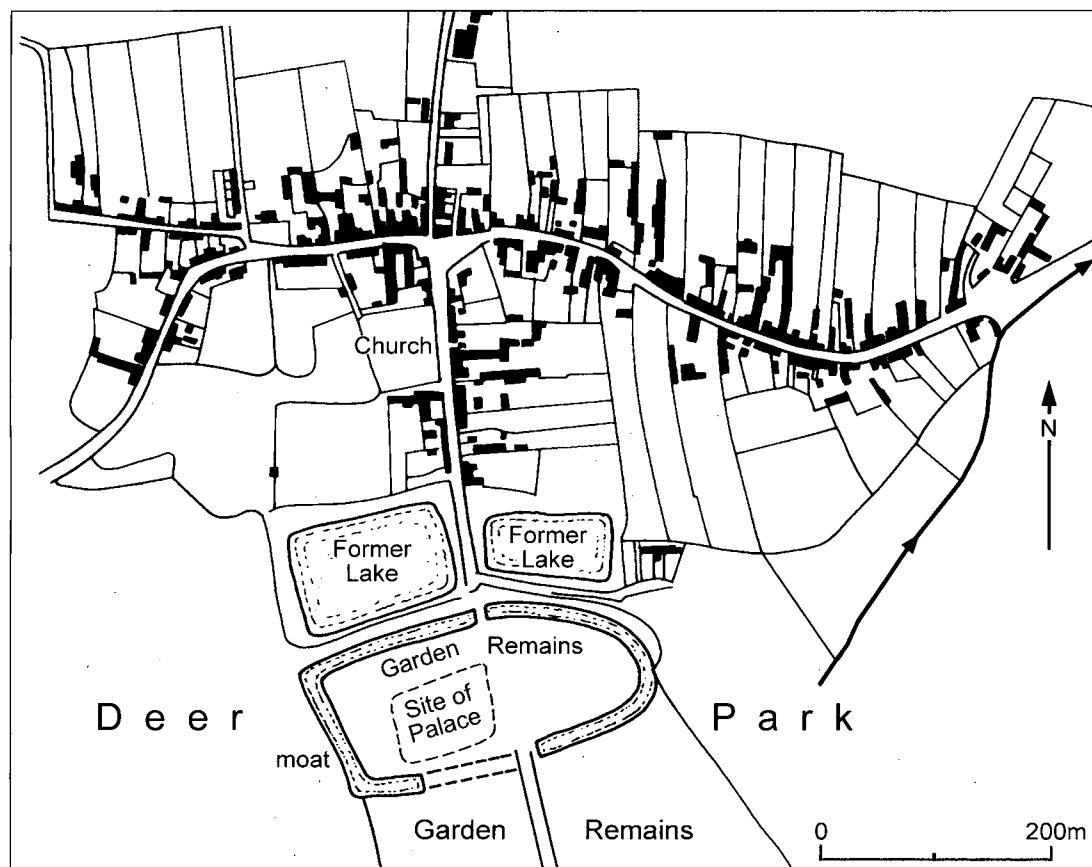 Church
N
Former
Lake
Former
Lake
Garden
Remains
Site of
Palace
Deer
Park
moat
Garden
Remains
0
200m